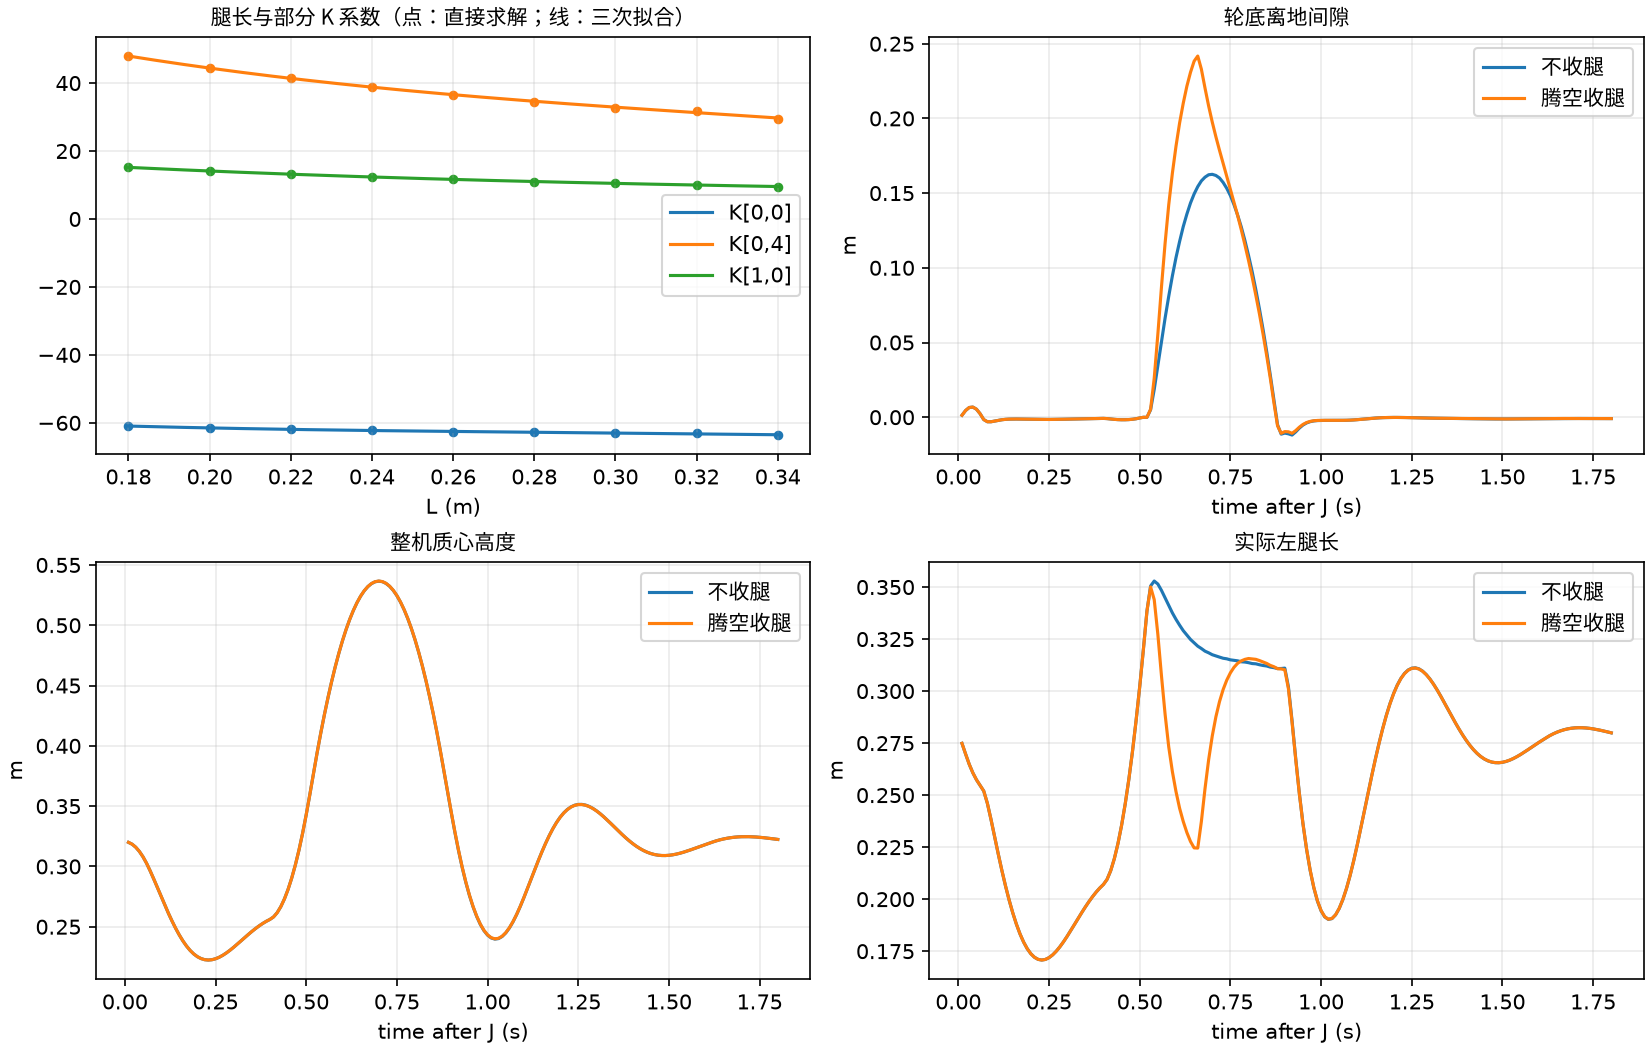 腿长与部分 K 系数（点：直接求解；线：三次拟合）
40
20
0
−20
−40
−60
K[0,0]
K[0,4]
K[1,0]
0.18 0.20 0.22 0.24 0.26 0.28 0.30 0.32 0.34
L (m)
轮底离地间隙
0.25
0.20
0.15
0.10
0.05
0.00
m
不收腿
腾空收腿
0.00 0.25 0.50 0.75 1.00 1.25 1.50 1.75
time after J (s)
整机质心高度
0.55
0.50
0.45
0.40
0.35
0.30
0.25
m
不收腿
腾空收腿
0.00 0.25 0.50 0.75 1.00 1.25 1.50 1.75
time after J (s)
实际左腿长
0.350
0.325
0.300
0.275
0.250
0.225
0.200
0.175
m
不收腿
腾空收腿
0.00 0.25 0.50 0.75 1.00 1.25 1.50 1.75
time after J (s)